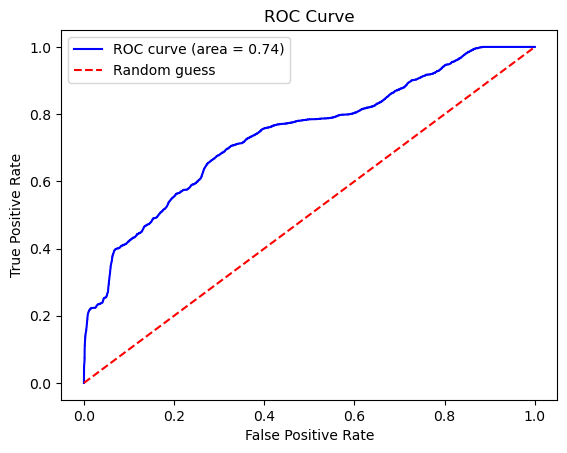 ROC Curve
ROC curve (area = 0.74)
Random guess
True Positive Rate
1.0
0.8
0.6
0.4
0.2
0.0
0.0 0.2 0.4 0.6 0.8 1.0
False Positive Rate